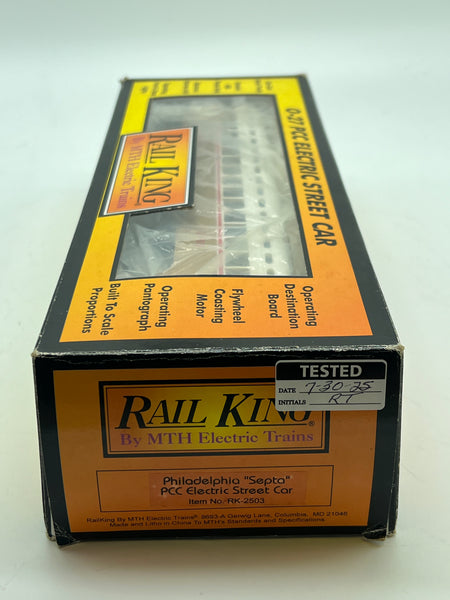 O-27 PCC ELECTRIC STREET CAR
RAIL KING
By MTH Electric Trains
Operating
Destination
Board
Flywheel
Coasting
Motor
Operating
Pantograph
Built To Scale
Proportions
TESTED
DATE 7-30-25
INITIALS RT
RAIL KING®
By MTH Electric Trains
Philadelphia "Septa"
PCC Electric Street Car
Item No. RK-2503
RailKing By MTH Electric Trains® 9693-A Gerwig Lane, Columbia, MD 21046
Made and Litho in China To MTH's Standards and Specifications